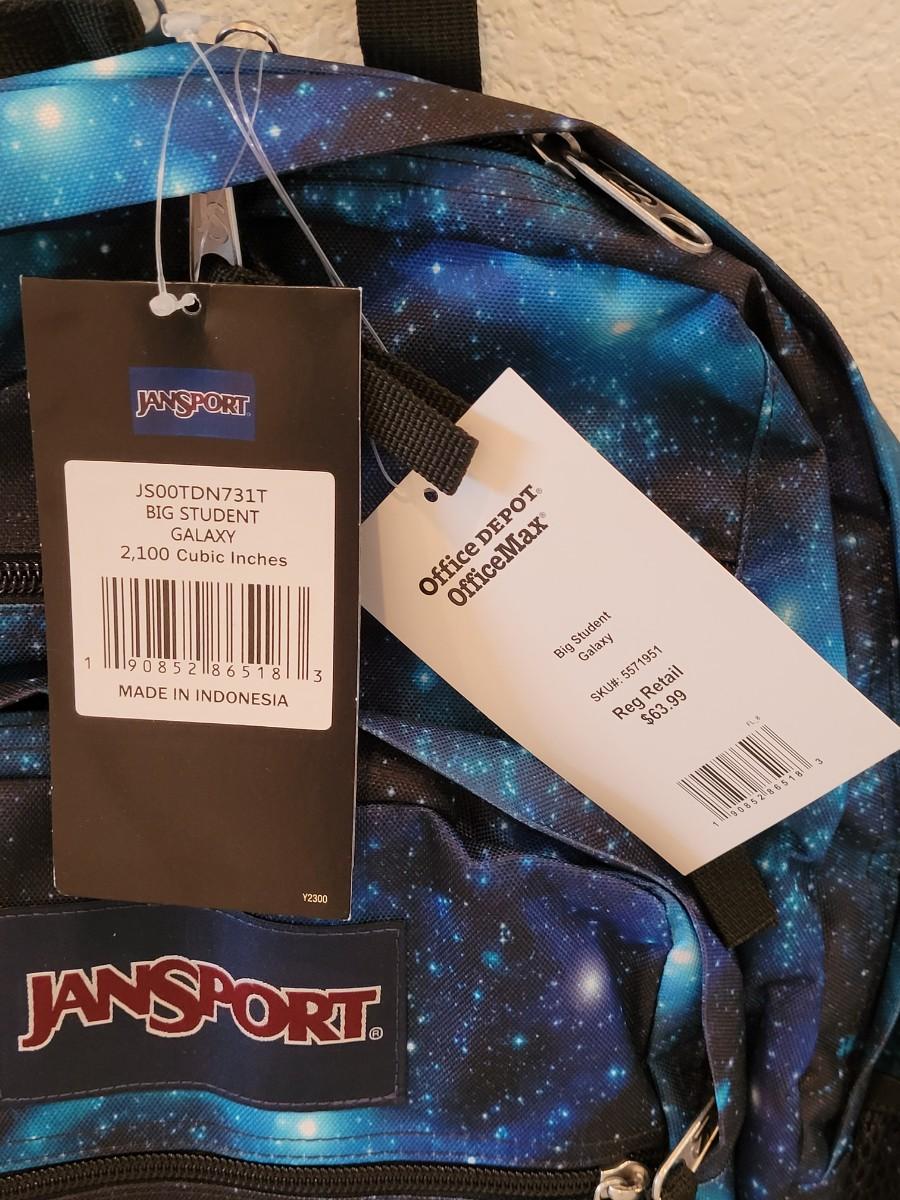 JANSPORT
JS00TDN731T
BIG STUDENT
GALAXY
2,100 Cubic Inches
1 90852 86518 3
MADE IN INDONESIA
Y2300
Office DEPOT®
OfficeMax®
Big Student
Galaxy
SKU#: 5571951
Reg Retail
$63.99
FL_8
1 90852 86518 3
JANSPORT®